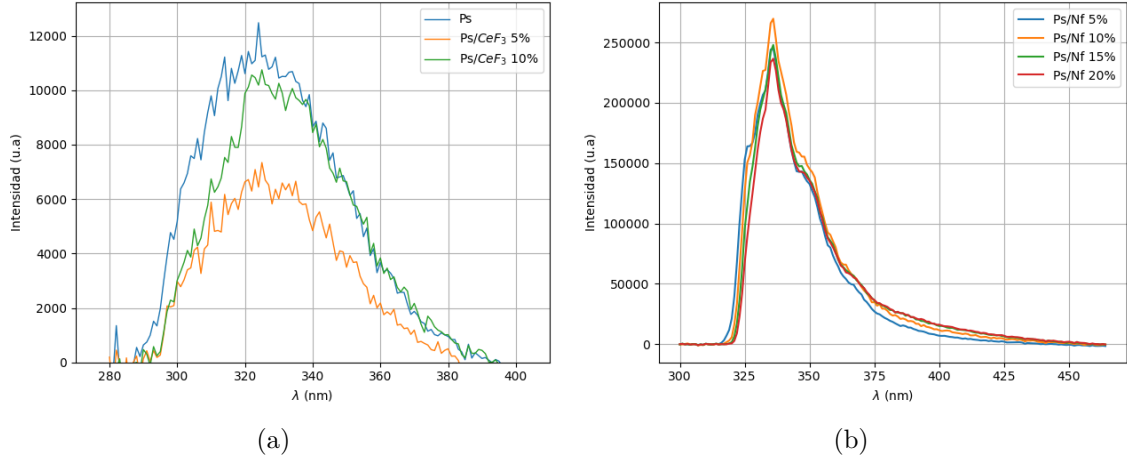 Ps
Ps/CeF3 5%
Ps/CeF3 10%
12000
10000
8000
6000
4000
2000
0
Intensidad (u.a)
280 300 320 340 360 380 400
λ (nm)
(a)
Ps/Nf 5%
Ps/Nf 10%
Ps/Nf 15%
Ps/Nf 20%
250000
200000
150000
100000
50000
0
Intensidad (u.a)
300 325 350 375 400 425 450
λ (nm)
(b)